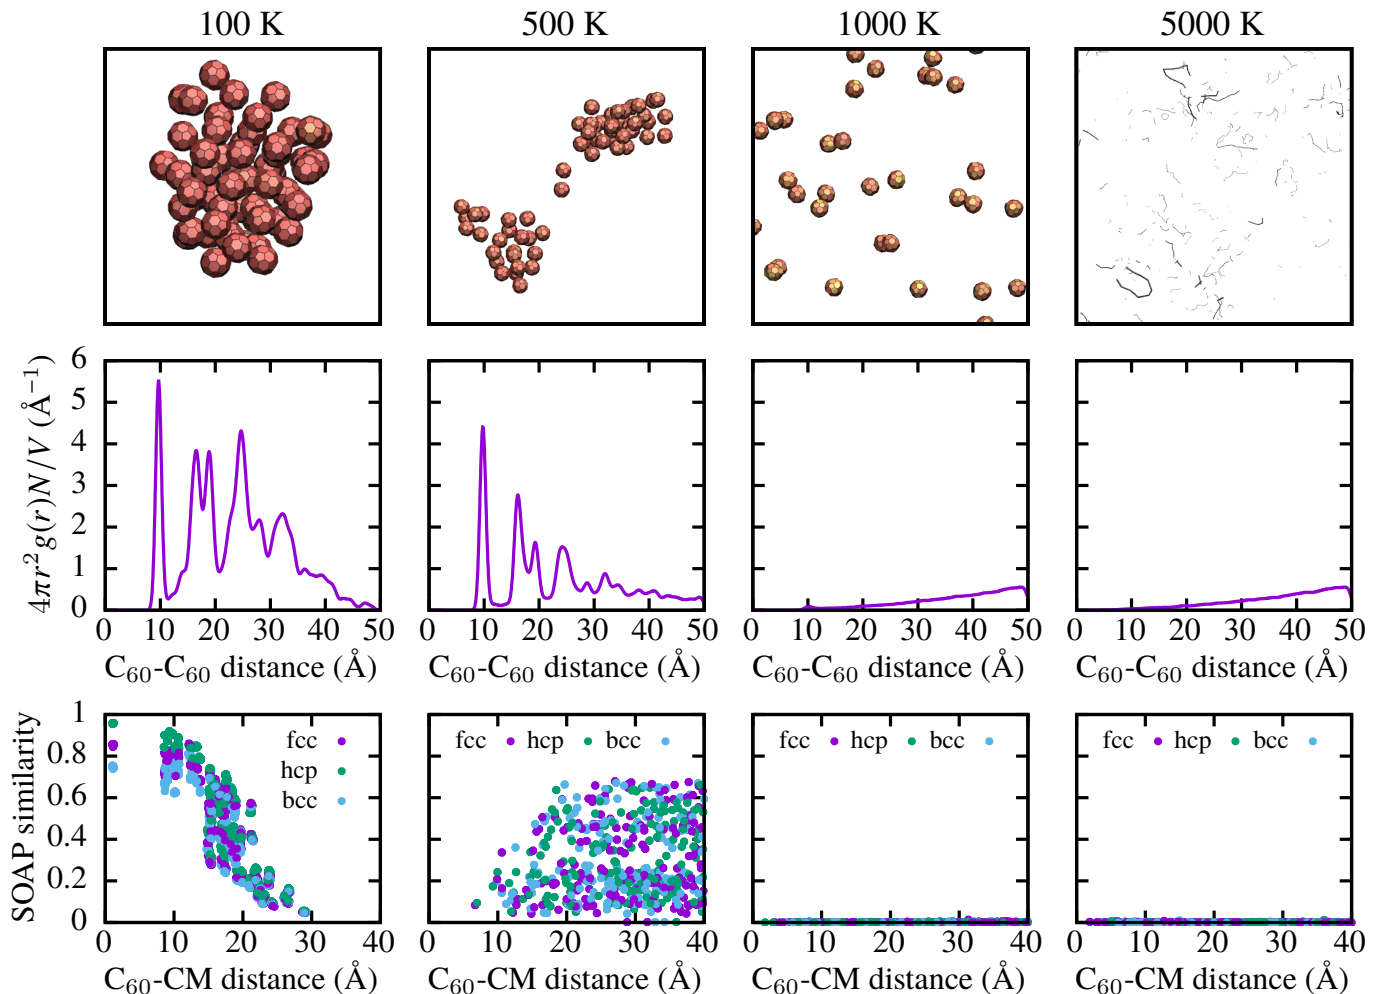 100 K 500 K 1000 K 5000 K
4πr²g(r)N/V (Å⁻¹)
6
5
4
3
2
1
0
0 10 20 30 40 50 0 10 20 30 40 50 0 10 20 30 40 50 0 10 20 30 40 50
C₆₀-C₆₀ distance (Å) C₆₀-C₆₀ distance (Å) C₆₀-C₆₀ distance (Å) C₆₀-C₆₀ distance (Å)
SOAP similarity
1
0.8
0.6
0.4
0.2
0
fcc
hcp
bcc
fcc hcp bcc
fcc hcp bcc
fcc hcp bcc
0 10 20 30 40 0 10 20 30 40 0 10 20 30 40 0 10 20 30 40
C₆₀-CM distance (Å) C₆₀-CM distance (Å) C₆₀-CM distance (Å) C₆₀-CM distance (Å)